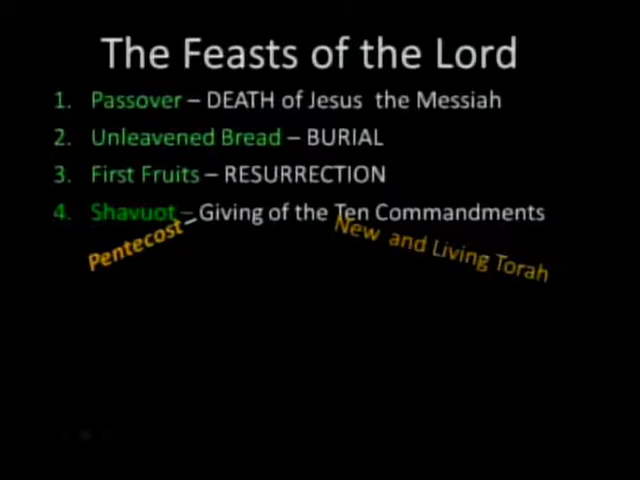 The Feasts of the Lord
1. Passover – DEATH of Jesus the Messiah
2. Unleavened Bread – BURIAL
3. First Fruits – RESURRECTION
4. Shavuot – Giving of the Ten Commandments
Pentecost –
New and Living Torah